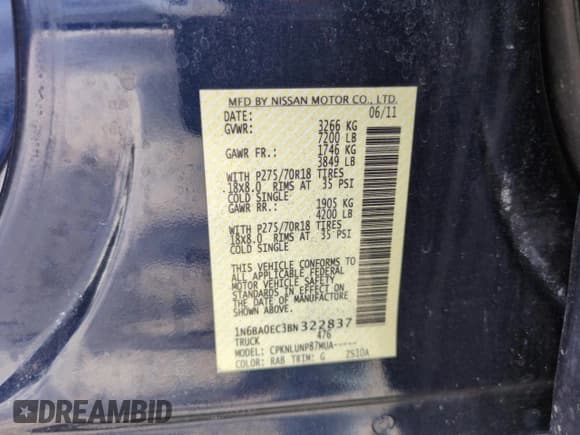 MFD BY NISSAN MOTOR CO., LTD.
DATE: 06/11
GVWR: 3266 KG
7200 LB
GAWR FR.: 1746 KG
3849 LB
WITH P275/70R18 TIRES
18x8.0 RIMS AT 35 PSI
COLD SINGLE
GAWR RR.: 1905 KG
4200 LB
WITH P275/70R18 TIRES
18x8.0 RIMS AT 35 PSI
COLD SINGLE
THIS VEHICLE CONFORMS TO
ALL APPLICABLE FEDERAL
MOTOR VEHICLE SAFETY
STANDARDS IN EFFECT ON
THE DATE OF MANUFACTURE
SHOWN ABOVE.
1N6BA0EC3BN322837
TRUCK 476
MODEL: CPKNLUNP87MUA-----
COLOR: RAB TRIM: G ZS10A
DREAMBID